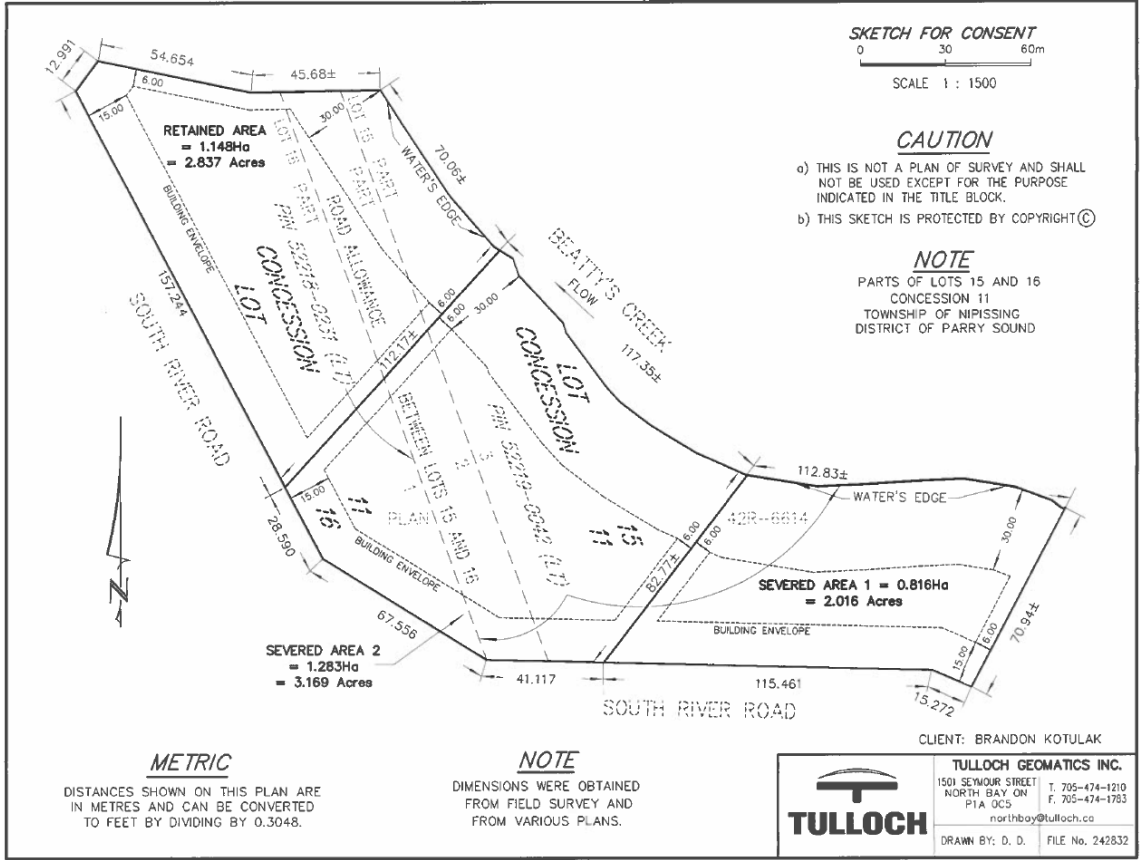 SKETCH FOR CONSENT
0 30 60m
SCALE 1 : 1500
CAUTION
a) THIS IS NOT A PLAN OF SURVEY AND SHALL
NOT BE USED EXCEPT FOR THE PURPOSE
INDICATED IN THE TITLE BLOCK.
b) THIS SKETCH IS PROTECTED BY COPYRIGHT ©
NOTE
PARTS OF LOTS 15 AND 16
CONCESSION 11
TOWNSHIP OF NIPISSING
DISTRICT OF PARRY SOUND
12.991
54.654
45.68±
6.00
15.00
30.00
70.06±
RETAINED AREA
= 1.148Ha
= 2.837 Acres
BUILDING ENVELOPE
WATER'S EDGE
LOT 16 PART
LOT 15 PART
PART
ROAD ALLOWANCE
PIN 52218-0231 (LT)
CONCESSION
LOT
157.244
SOUTH RIVER ROAD
BEATTY'S CREEK
FLOW
117.35±
6.00
6.00
30.00
112.17±
LOT
CONCESSION
BETWEEN LOTS 15 AND 16
PIN 52219-0042 (LT)
15.00
11
16
PLAN
42R-6614
15
11
28.590
BUILDING ENVELOPE
67.556
112.83±
WATER'S EDGE
30.00
6.00
6.00
82.77±
SEVERED AREA 1 = 0.816Ha
= 2.016 Acres
BUILDING ENVELOPE
6.00
15.00
70.94±
SEVERED AREA 2
= 1.283Ha
= 3.169 Acres
41.117
115.461
15.272
SOUTH RIVER ROAD
N
METRIC
DISTANCES SHOWN ON THIS PLAN ARE
IN METRES AND CAN BE CONVERTED
TO FEET BY DIVIDING BY 0.3048.
NOTE
DIMENSIONS WERE OBTAINED
FROM FIELD SURVEY AND
FROM VARIOUS PLANS.
CLIENT: BRANDON KOTULAK
TULLOCH
TULLOCH GEOMATICS INC.
1501 SEYMOUR STREET
NORTH BAY ON
P1A 0C5
T. 705-474-1210
F. 705-474-1783
northbay@tulloch.ca
DRAWN BY: D. D.
FILE No. 242832